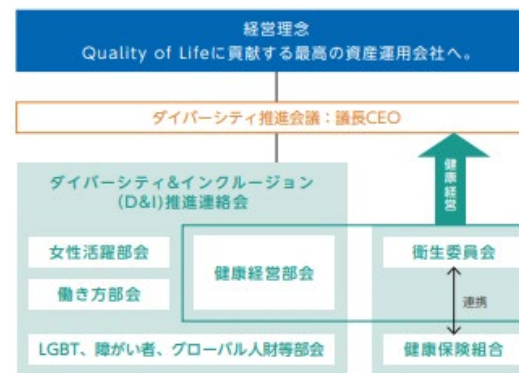 経営理念
Quality of Lifeに貢献する最高の資産運用会社へ。
ダイバーシティ推進会議：議長CEO
健康経営
ダイバーシティ&インクルージョン
(D&I)推進連絡会
女性活躍部会
働き方部会
健康経営部会
LGBT、障がい者、グローバル人財等部会
衛生委員会
連携
健康保険組合